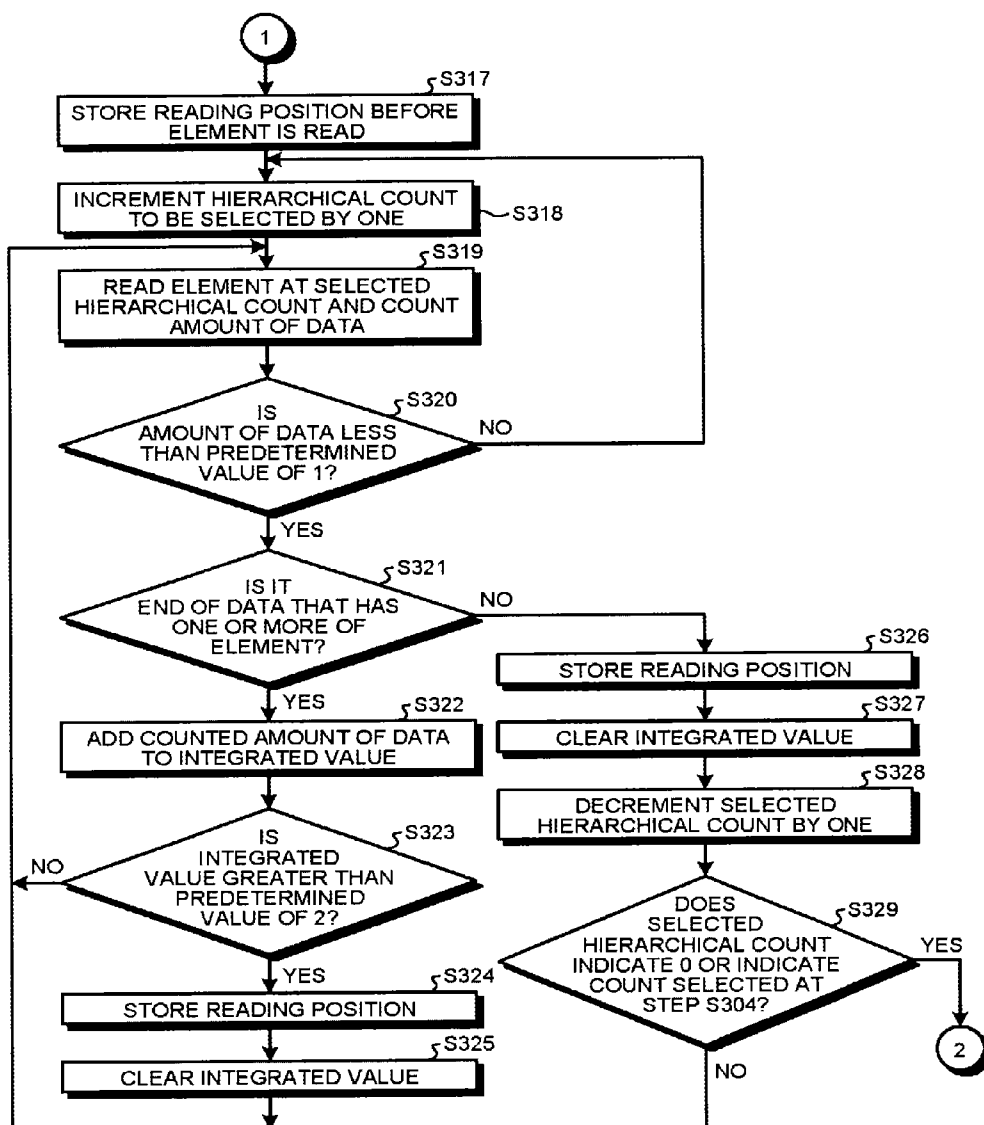 1
S317
STORE READING POSITION BEFORE
ELEMENT IS READ
INCREMENT HIERARCHICAL COUNT
TO BE SELECTED BY ONE
S318
S319
READ ELEMENT AT SELECTED
HIERARCHICAL COUNT AND COUNT
AMOUNT OF DATA
S320
IS
AMOUNT OF DATA LESS
THAN PREDETERMINED
VALUE OF 1?
NO
YES
S321
IS IT
END OF DATA THAT HAS
ONE OR MORE OF
ELEMENT?
NO
YES
S322
ADD COUNTED AMOUNT OF DATA
TO INTEGRATED VALUE
S323
IS
INTEGRATED
VALUE GREATER THAN
PREDETERMINED
VALUE OF 2?
NO
YES
S324
STORE READING POSITION
S325
CLEAR INTEGRATED VALUE
S326
STORE READING POSITION
S327
CLEAR INTEGRATED VALUE
S328
DECREMENT SELECTED
HIERARCHICAL COUNT BY ONE
S329
DOES
SELECTED
HIERARCHICAL COUNT
INDICATE 0 OR INDICATE
COUNT SELECTED AT
STEP S304?
YES
NO
2